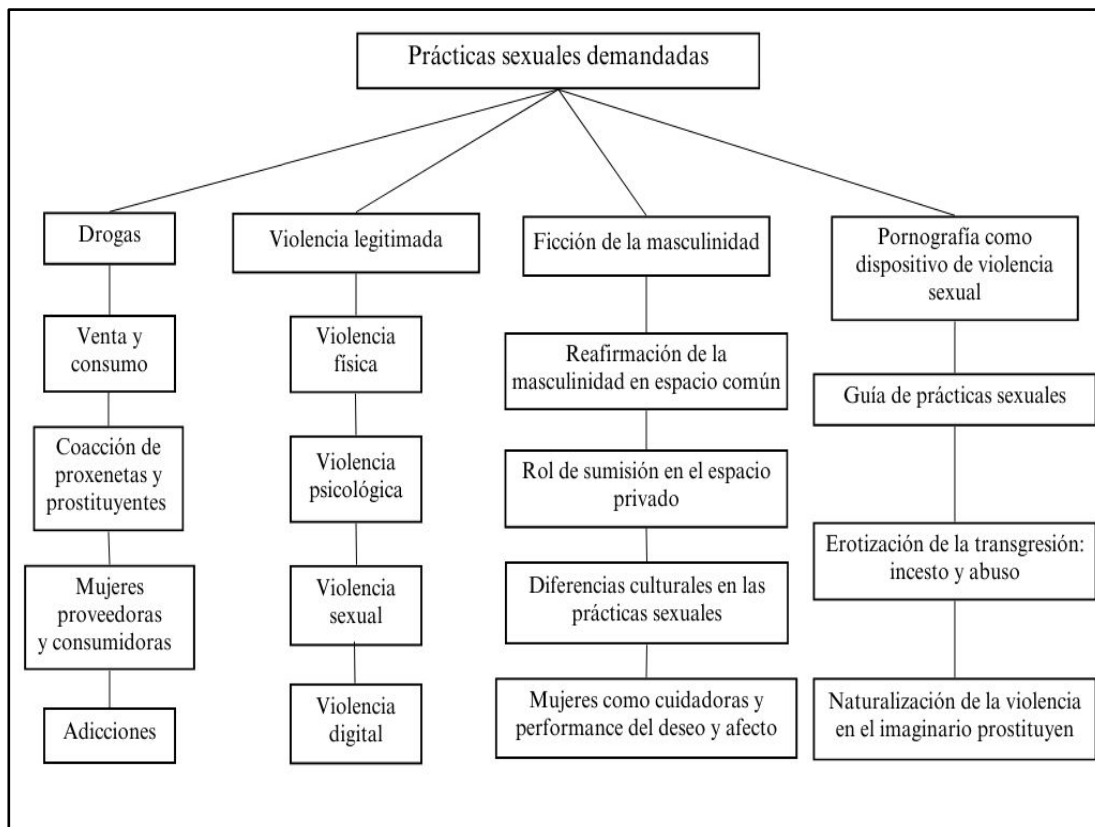 Prácticas sexuales demandadas
Drogas
Venta y
consumo
Coacción de
proxenetas y
prostituyentes
Mujeres
proveedoras
y consumidoras
Adicciones
Violencia legitimada
Violencia
física
Violencia
psicológica
Violencia
sexual
Violencia
digital
Ficción de la masculinidad
Reafirmación de la
masculinidad en espacio común
Rol de sumisión en el espacio
privado
Diferencias culturales en las
prácticas sexuales
Mujeres como cuidadoras y
performance del deseo y afecto
Pornografía como
dispositivo de violencia
sexual
Guía de prácticas sexuales
Erotización de la transgresión:
incesto y abuso
Naturalización de la violencia
en el imaginario prostituyen